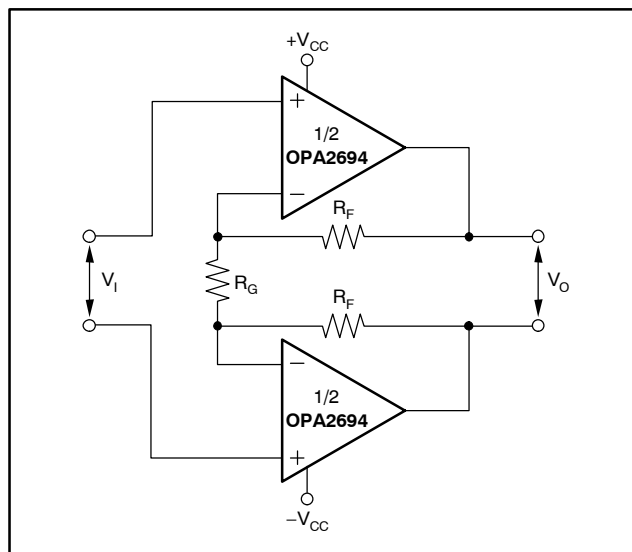 +V_CC
+
1/2
OPA2694
−
R_F
V_I
R_G
V_O
R_F
−
1/2
OPA2694
+
−V_CC